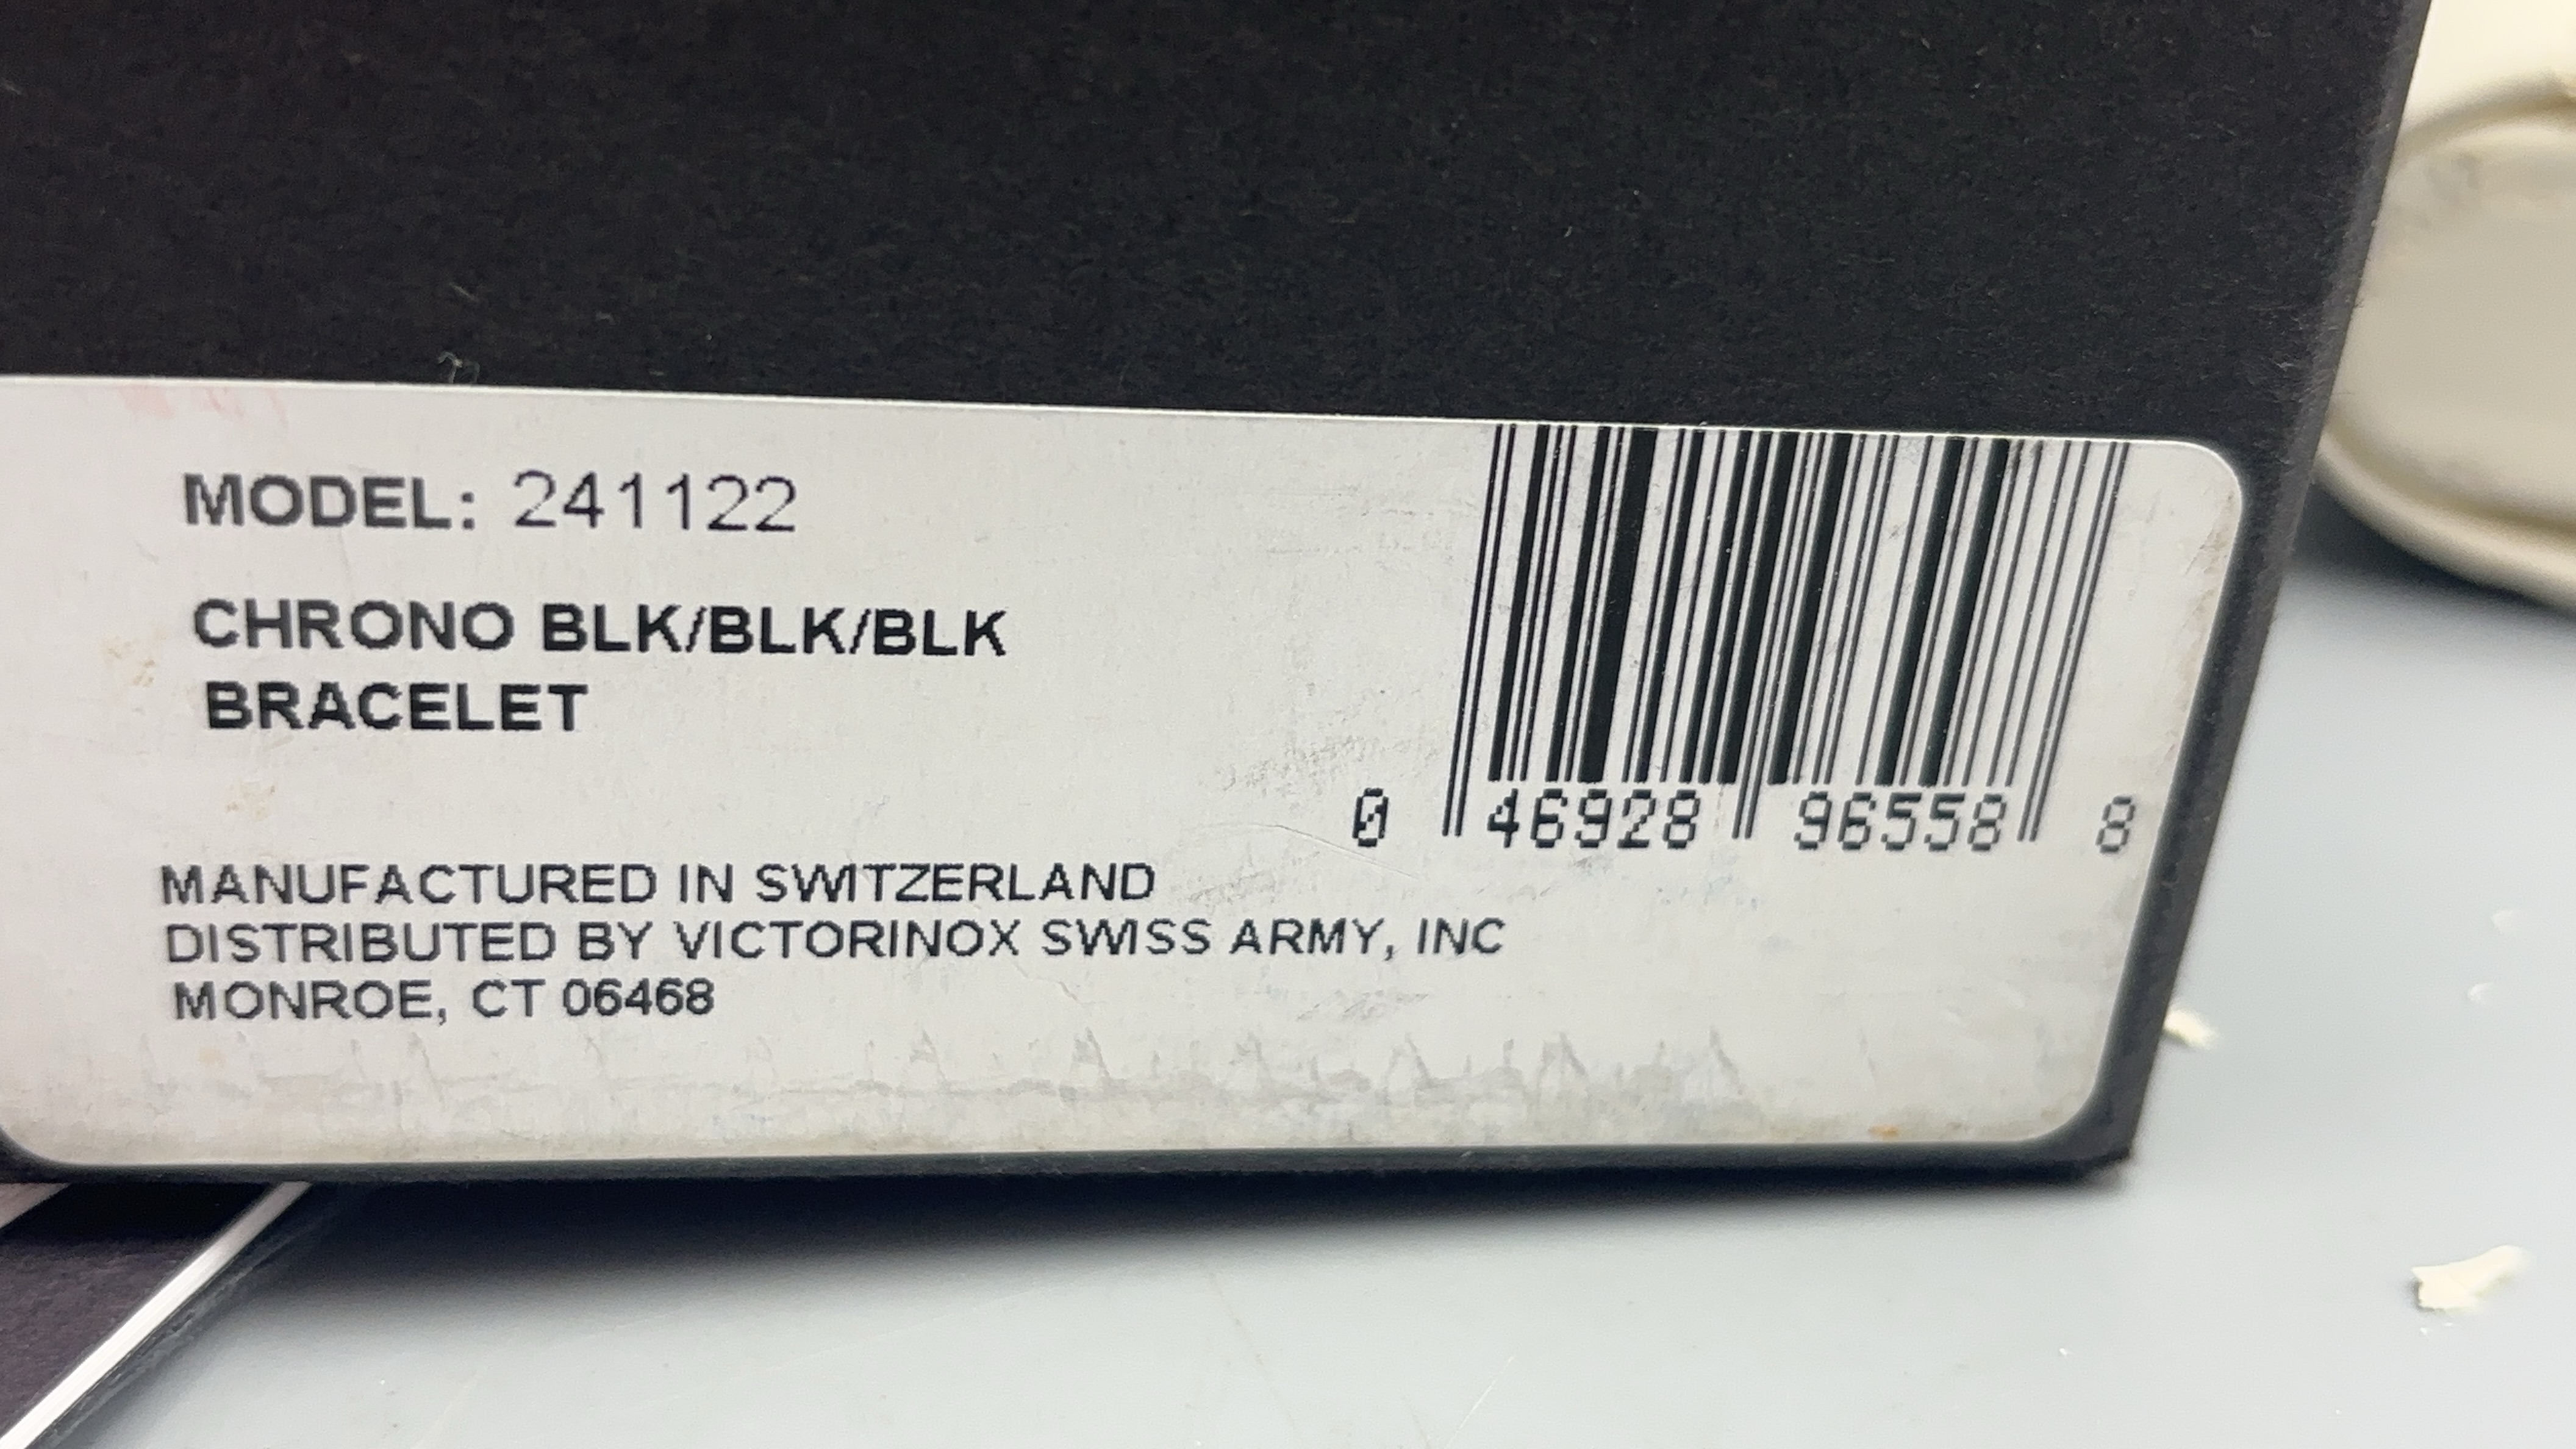 MODEL: 241122
CHRONO BLK/BLK/BLK
BRACELET
0 46928 96558 8
MANUFACTURED IN SWITZERLAND
DISTRIBUTED BY VICTORINOX SWISS ARMY, INC
MONROE, CT 06468